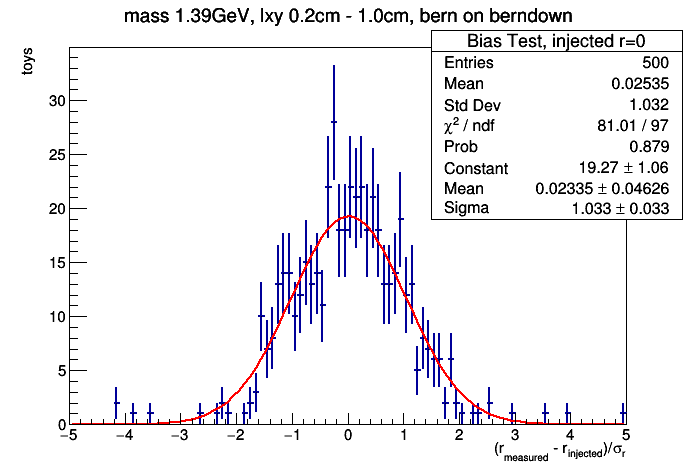 mass 1.39GeV, lxy 0.2cm - 1.0cm, bern on berndown
toys
Bias Test, injected r=0
Entries 500
Mean 0.02535
Std Dev 1.032
χ² / ndf 81.01 / 97
Prob 0.879
Constant 19.27 ± 1.06
Mean 0.02335 ± 0.04626
Sigma 1.033 ± 0.033
30
25
20
15
10
5
0
−5 −4 −3 −2 −1 0 1 2 3 4 5
(r_measured - r_injected)/σ_r